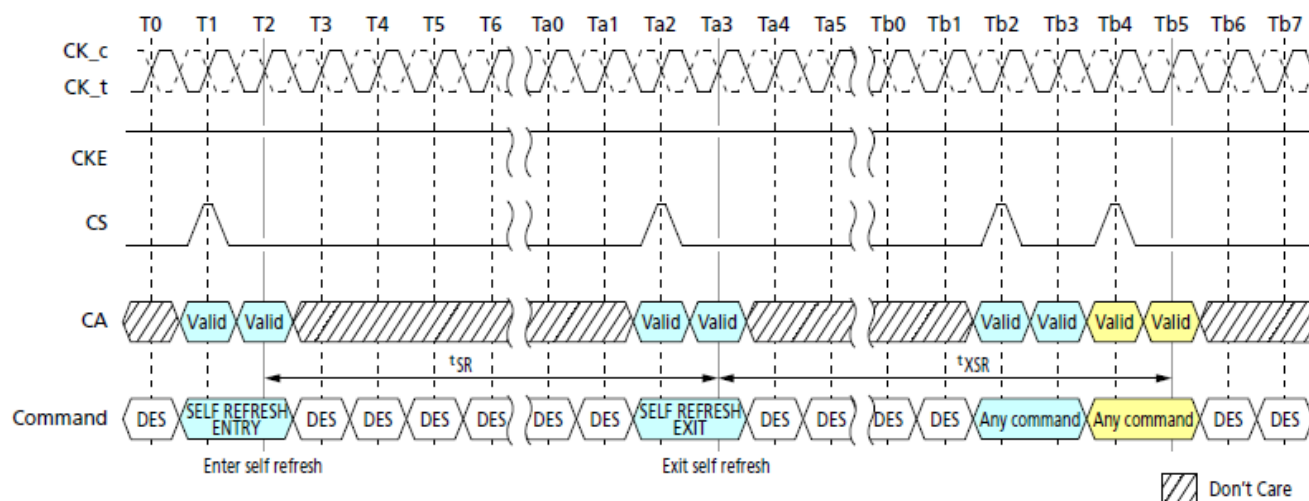 T0 T1 T2 T3 T4 T5 T6 Ta0 Ta1 Ta2 Ta3 Ta4 Ta5 Tb0 Tb1 Tb2 Tb3 Tb4 Tb5 Tb6 Tb7
CK_c
CK_t
CKE
CS
CA Valid Valid Valid Valid Valid Valid Valid Valid
tSR tXSR
Command DES SELF REFRESH ENTRY DES DES DES DES DES DES SELF REFRESH EXIT DES DES DES DES Any command Any command DES DES
Enter self refresh Exit self refresh
Don't Care